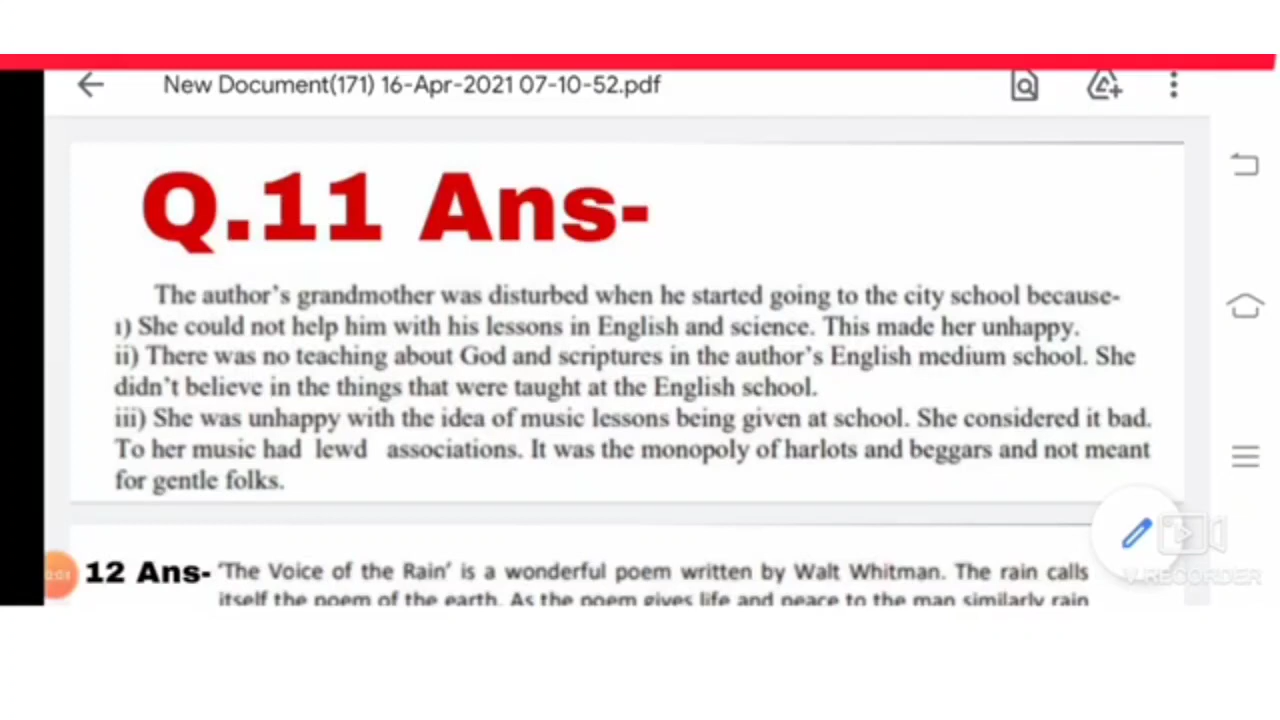 New Document(171) 16-Apr-2021 07-10-52.pdf
Q.11 Ans-
The author's grandmother was disturbed when he started going to the city school because-
i) She could not help him with his lessons in English and science. This made her unhappy.
ii) There was no teaching about God and scriptures in the author's English medium school. She
didn't believe in the things that were taught at the English school.
iii) She was unhappy with the idea of music lessons being given at school. She considered it bad.
To her music had lewd associations. It was the monopoly of harlots and beggars and not meant
for gentle folks.
12 Ans- 'The Voice of the Rain' is a wonderful poem written by Walt Whitman. The rain calls
itself the poem of the earth. As the poem gives life and peace to the man similarly rain
V RECORDER